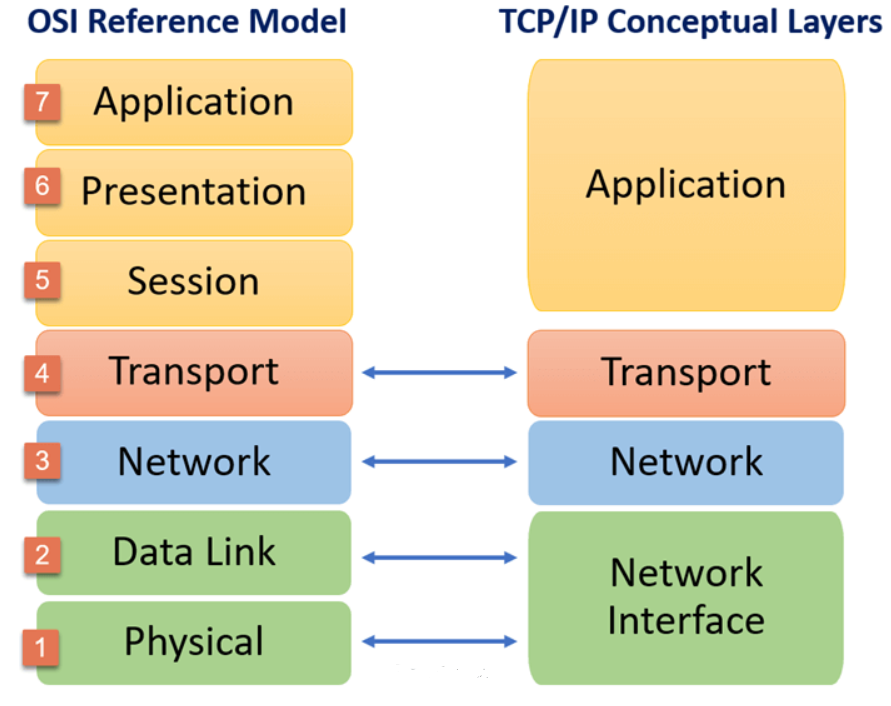 OSI Reference Model
TCP/IP Conceptual Layers
7 Application
6 Presentation
5 Session
Application
4 Transport
Transport
3 Network
Network
2 Data Link
1 Physical
Network
Interface